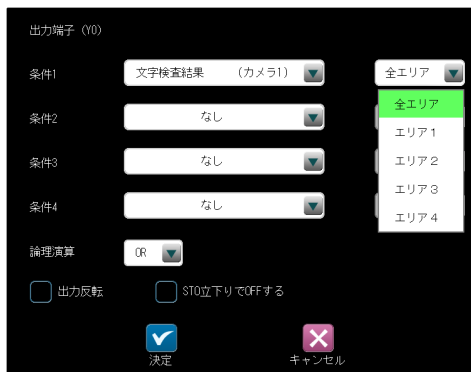 出力端子 (Y0)
条件1 文字検査結果 (カメラ1) 全エリア
全エリア
条件2 なし
エリア1
条件3 なし
エリア2
エリア3
条件4 なし
エリア4
論理演算 OR
出力反転 STO立下りでOFFする
決定 キャンセル